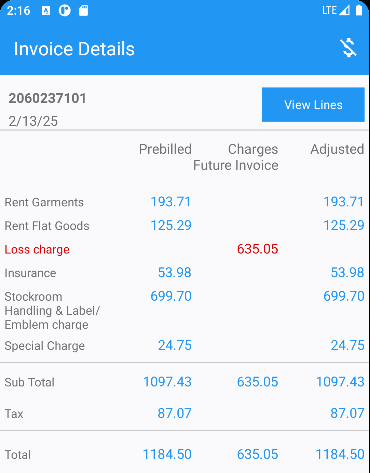 2:16 LTE
Invoice Details
2060237101
View Lines
2/13/25
Prebilled Charges Adjusted
Future Invoice
Rent Garments 193.71 193.71
Rent Flat Goods 125.29 125.29
Loss charge 635.05
Insurance 53.98 53.98
Stockroom 699.70 699.70
Handling & Label/
Emblem charge
Special Charge 24.75 24.75
Sub Total 1097.43 635.05 1097.43
Tax 87.07 87.07
Total 1184.50 635.05 1184.50